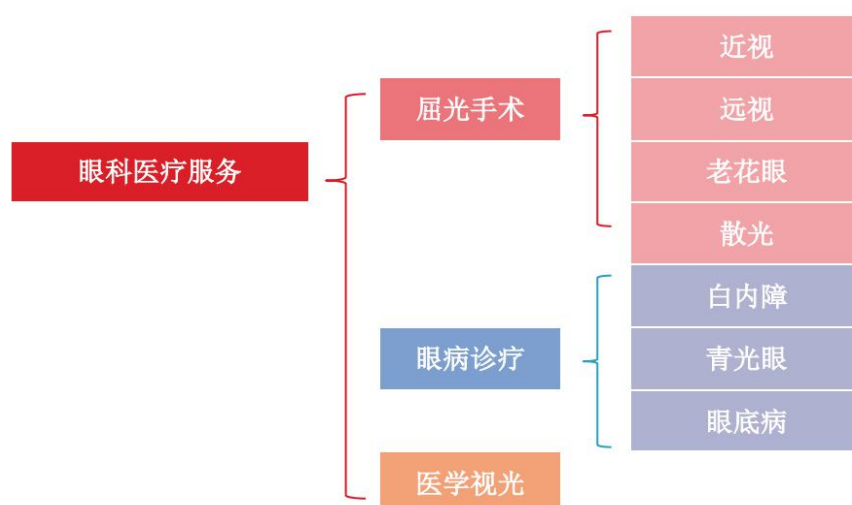 眼科医疗服务
屈光手术
近视
远视
老花眼
散光
眼病诊疗
白内障
青光眼
眼底病
医学视光